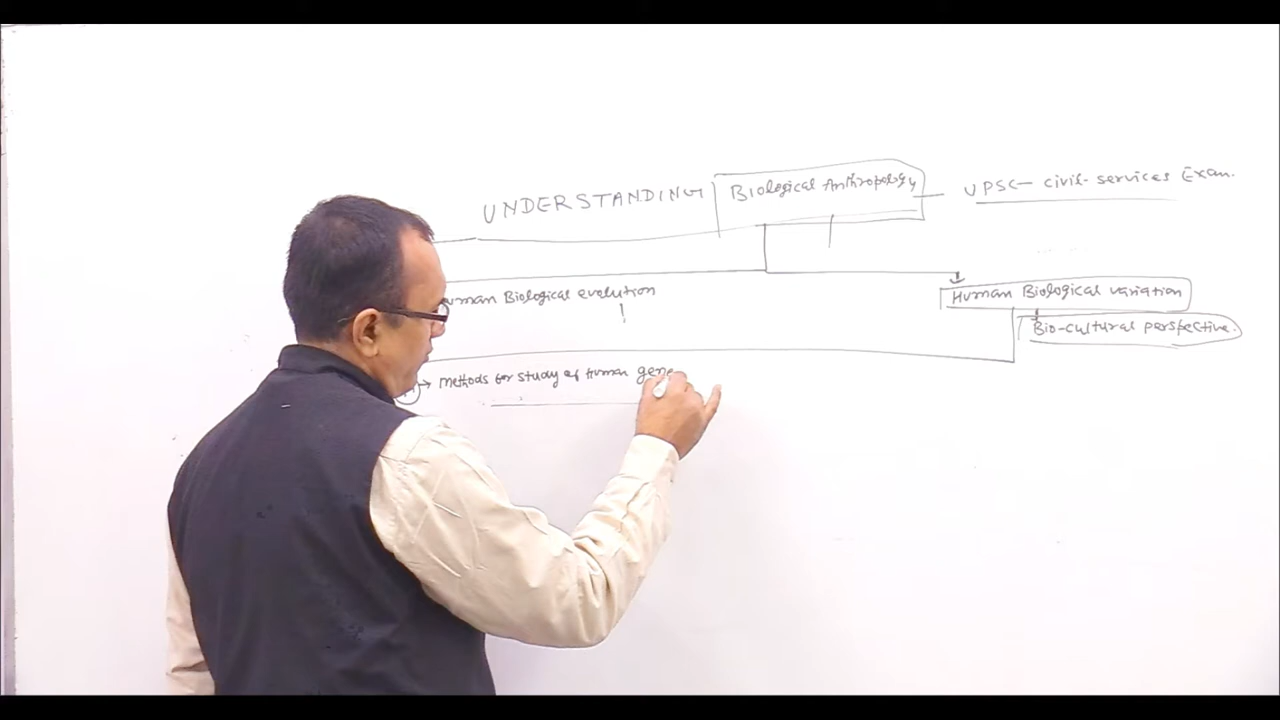 UNDERSTANDING Biological Anthropology — UPSC- civil-services Exam.
uman Biological evolution
Human Biological variation
Bio-cultural perspective.
→ Methods for study of Human gene